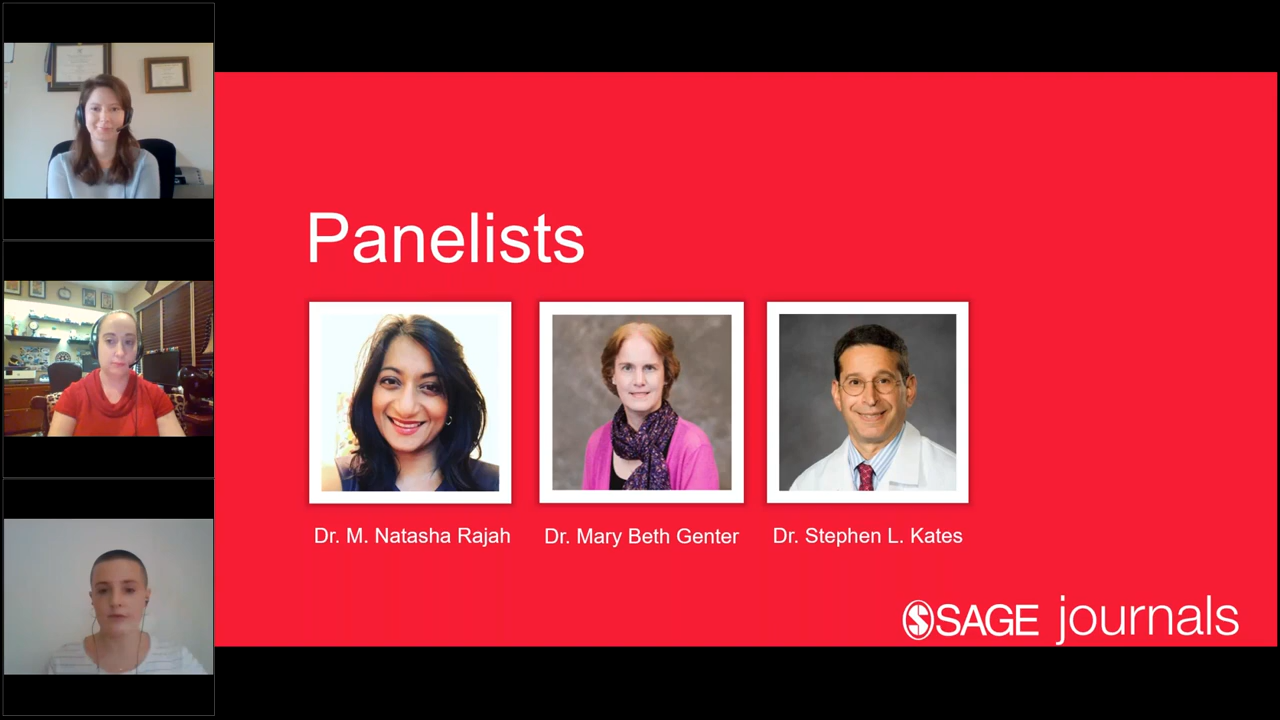 Panelists
Dr. M. Natasha Rajah
Dr. Mary Beth Genter
Dr. Stephen L. Kates
SAGE journals